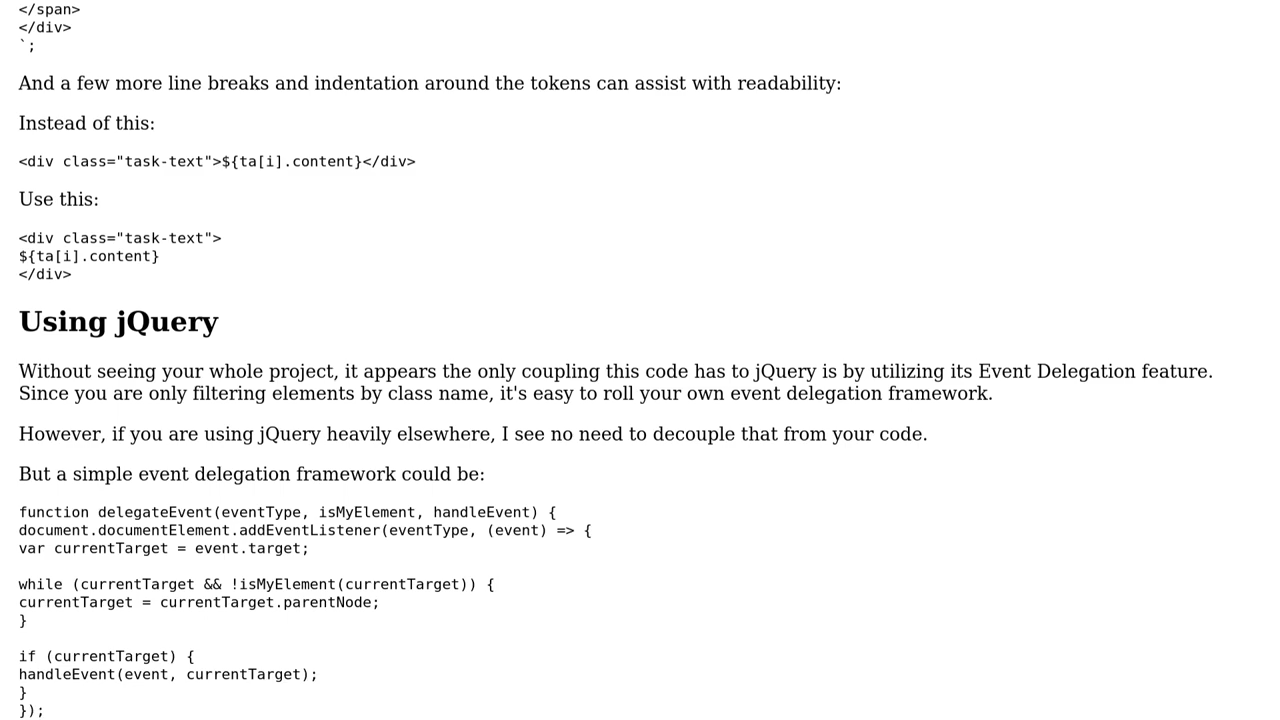 </span>
</div>
`;
And a few more line breaks and indentation around the tokens can assist with readability:
Instead of this:
<div class="task-text">${ta[i].content}</div>
Use this:
<div class="task-text">
${ta[i].content}
</div>
Using jQuery
Without seeing your whole project, it appears the only coupling this code has to jQuery is by utilizing its Event Delegation feature.
Since you are only filtering elements by class name, it's easy to roll your own event delegation framework.
However, if you are using jQuery heavily elsewhere, I see no need to decouple that from your code.
But a simple event delegation framework could be:
function delegateEvent(eventType, isMyElement, handleEvent) {
document.documentElement.addEventListener(eventType, (event) => {
var currentTarget = event.target;
while (currentTarget && !isMyElement(currentTarget)) {
currentTarget = currentTarget.parentNode;
}
if (currentTarget) {
handleEvent(event, currentTarget);
}
});